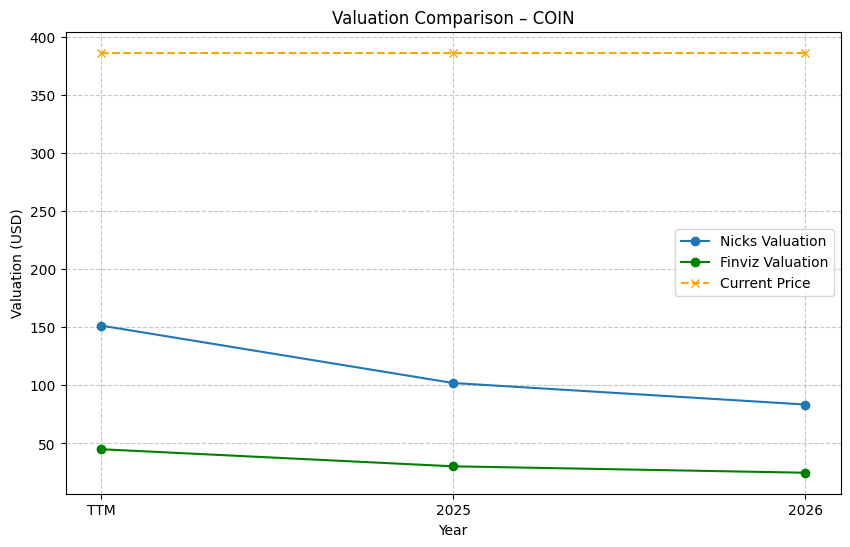 Valuation Comparison – COIN
Valuation (USD)
400
350
300
250
200
150
100
50
Nicks Valuation
Finviz Valuation
Current Price
TTM
2025
2026
Year